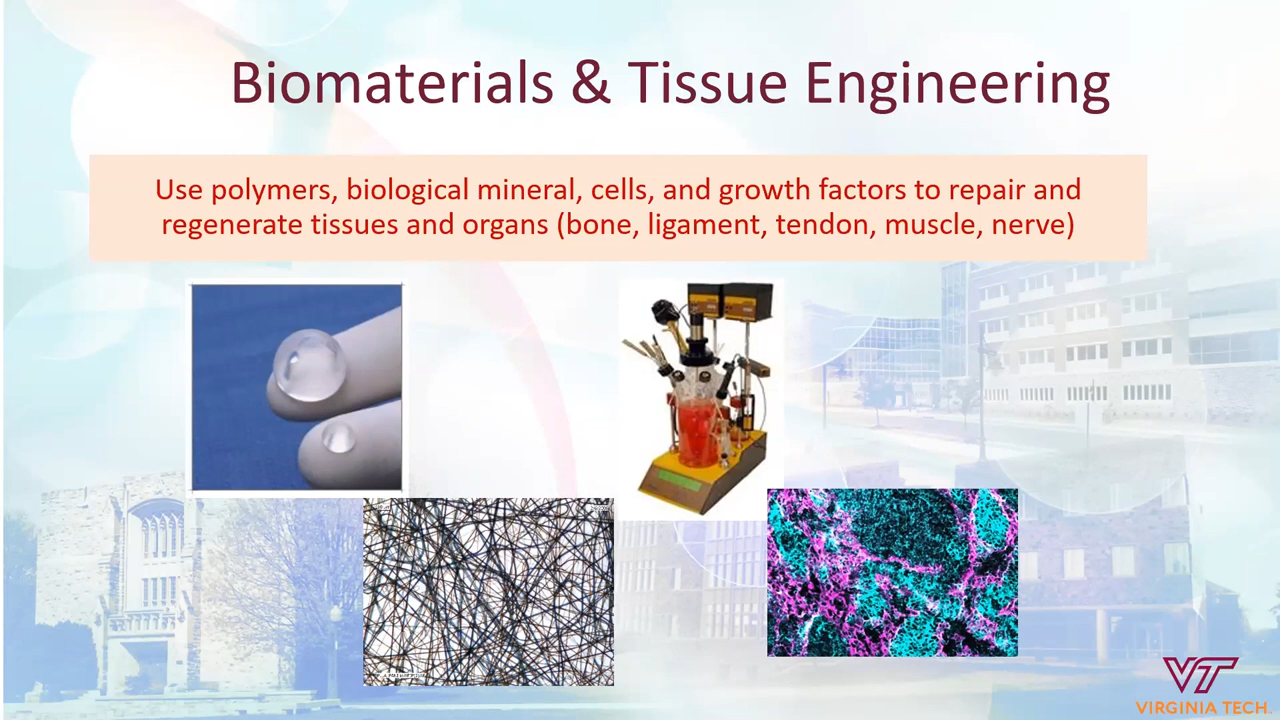 Biomaterials & Tissue Engineering
Use polymers, biological mineral, cells, and growth factors to repair and
regenerate tissues and organs (bone, ligament, tendon, muscle, nerve)
VT
VIRGINIA TECH.